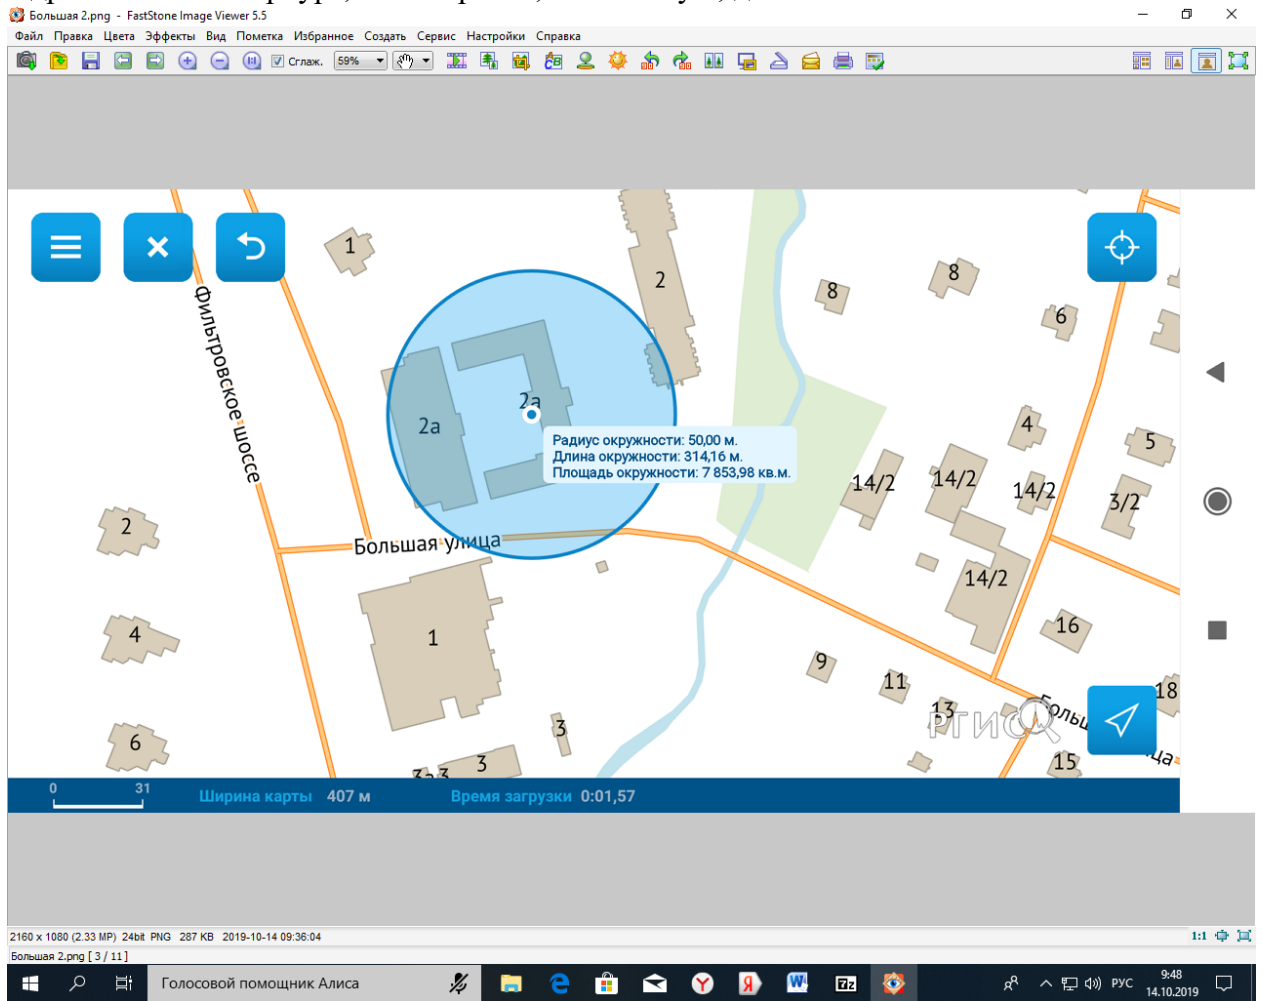 Большая 2.png - FastStone Image Viewer 5.5
Файл Правка Цвета Эффекты Вид Пометка Избранное Создать Сервис Настройки Справка
Сглаж. 59%
1
2
8
8
6
Фильтровское шоссе
2а
2а
Радиус окружности: 50,00 м.
Длина окружности: 314,16 м.
Площадь окружности: 7 853,98 кв.м.
4
5
14/2
14/2
14/2
3/2
2
Большая улица
14/2
4
1
16
9
11
13
18
РГИС
Большая улица
6
3
3
15
0 31 Ширина карты 407 м Время загрузки 0:01,57
2160 x 1080 (2.33 MP) 24bit PNG 287 KB 2019-10-14 09:36:04 1:1
Большая 2.png [ 3 / 11 ]
Голосовой помощник Алиса
РУС
9:48
14.10.2019